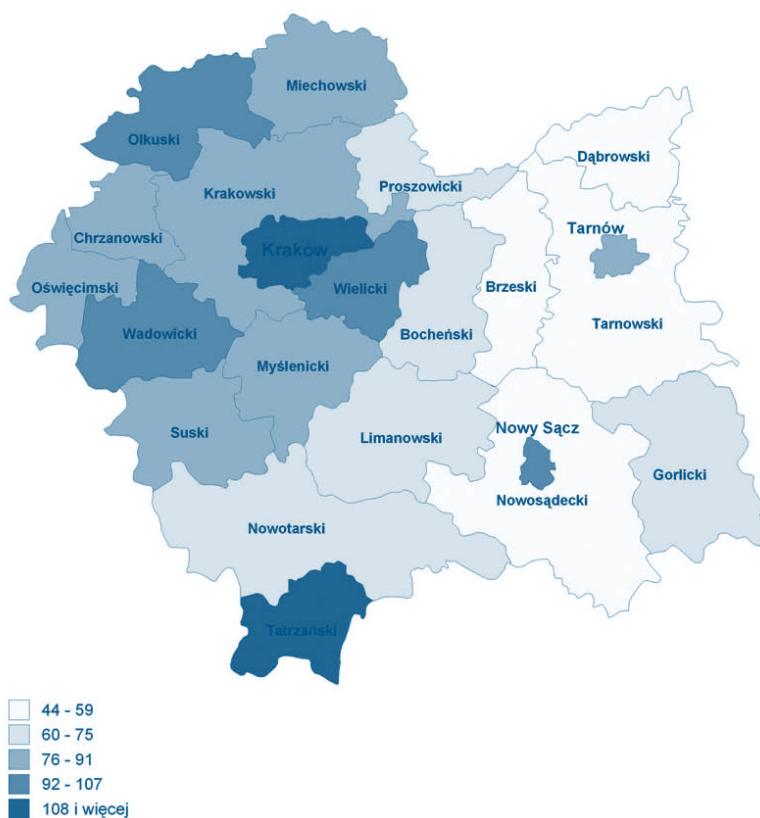 Miechowski
Olkuski
Dąbrowski
Proszowicki
Krakowski
Tarnów
Chrzanowski
Kraków
Oświęcimski
Wielicki
Brzeski
Tarnowski
Wadowicki
Bocheński
Myślenicki
Nowy Sącz
Suski
Limanowski
Gorlicki
Nowosądecki
Nowotarski
Tatrzański
44 - 59
60 - 75
76 - 91
92 - 107
108 i więcej